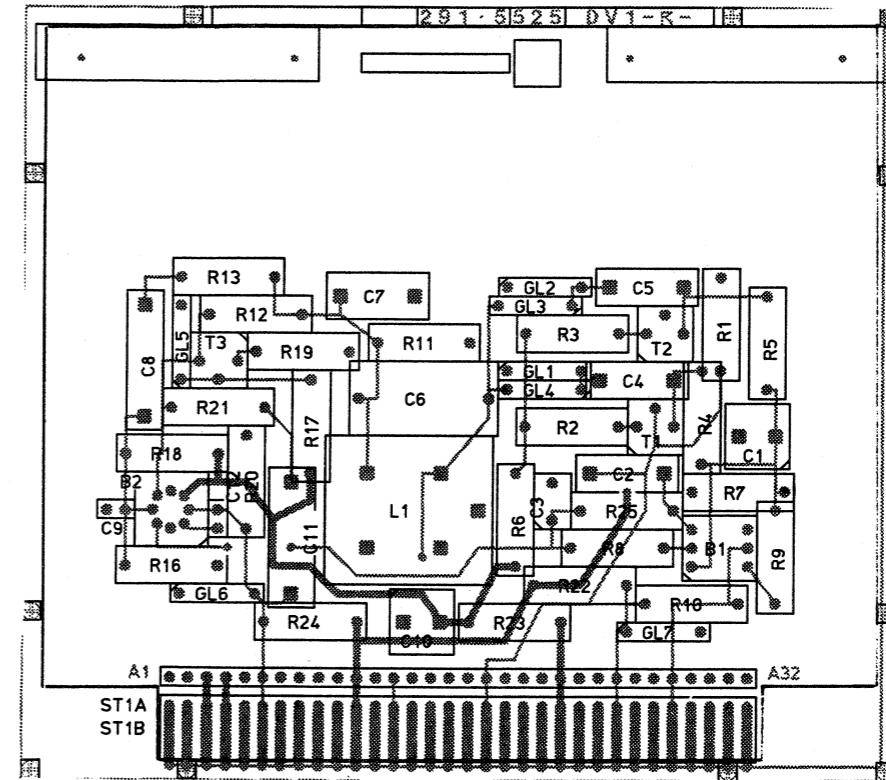 291·5525 DV1-R-
R13
C7
GL2
C5
GL3
R12
R1
GL5
T3
R3
T2
R5
C8
R19
R11
GL1
C4
GL4
C6
R21
R17
R2
T1
R4
C1
R18
B2
R20
C2
R7
C9
C11
L1
R6
C3
R25
R8
B1
R9
R16
GL6
R22
R10
R24
C10
R23
GL7
A1
A32
ST1A
ST1B